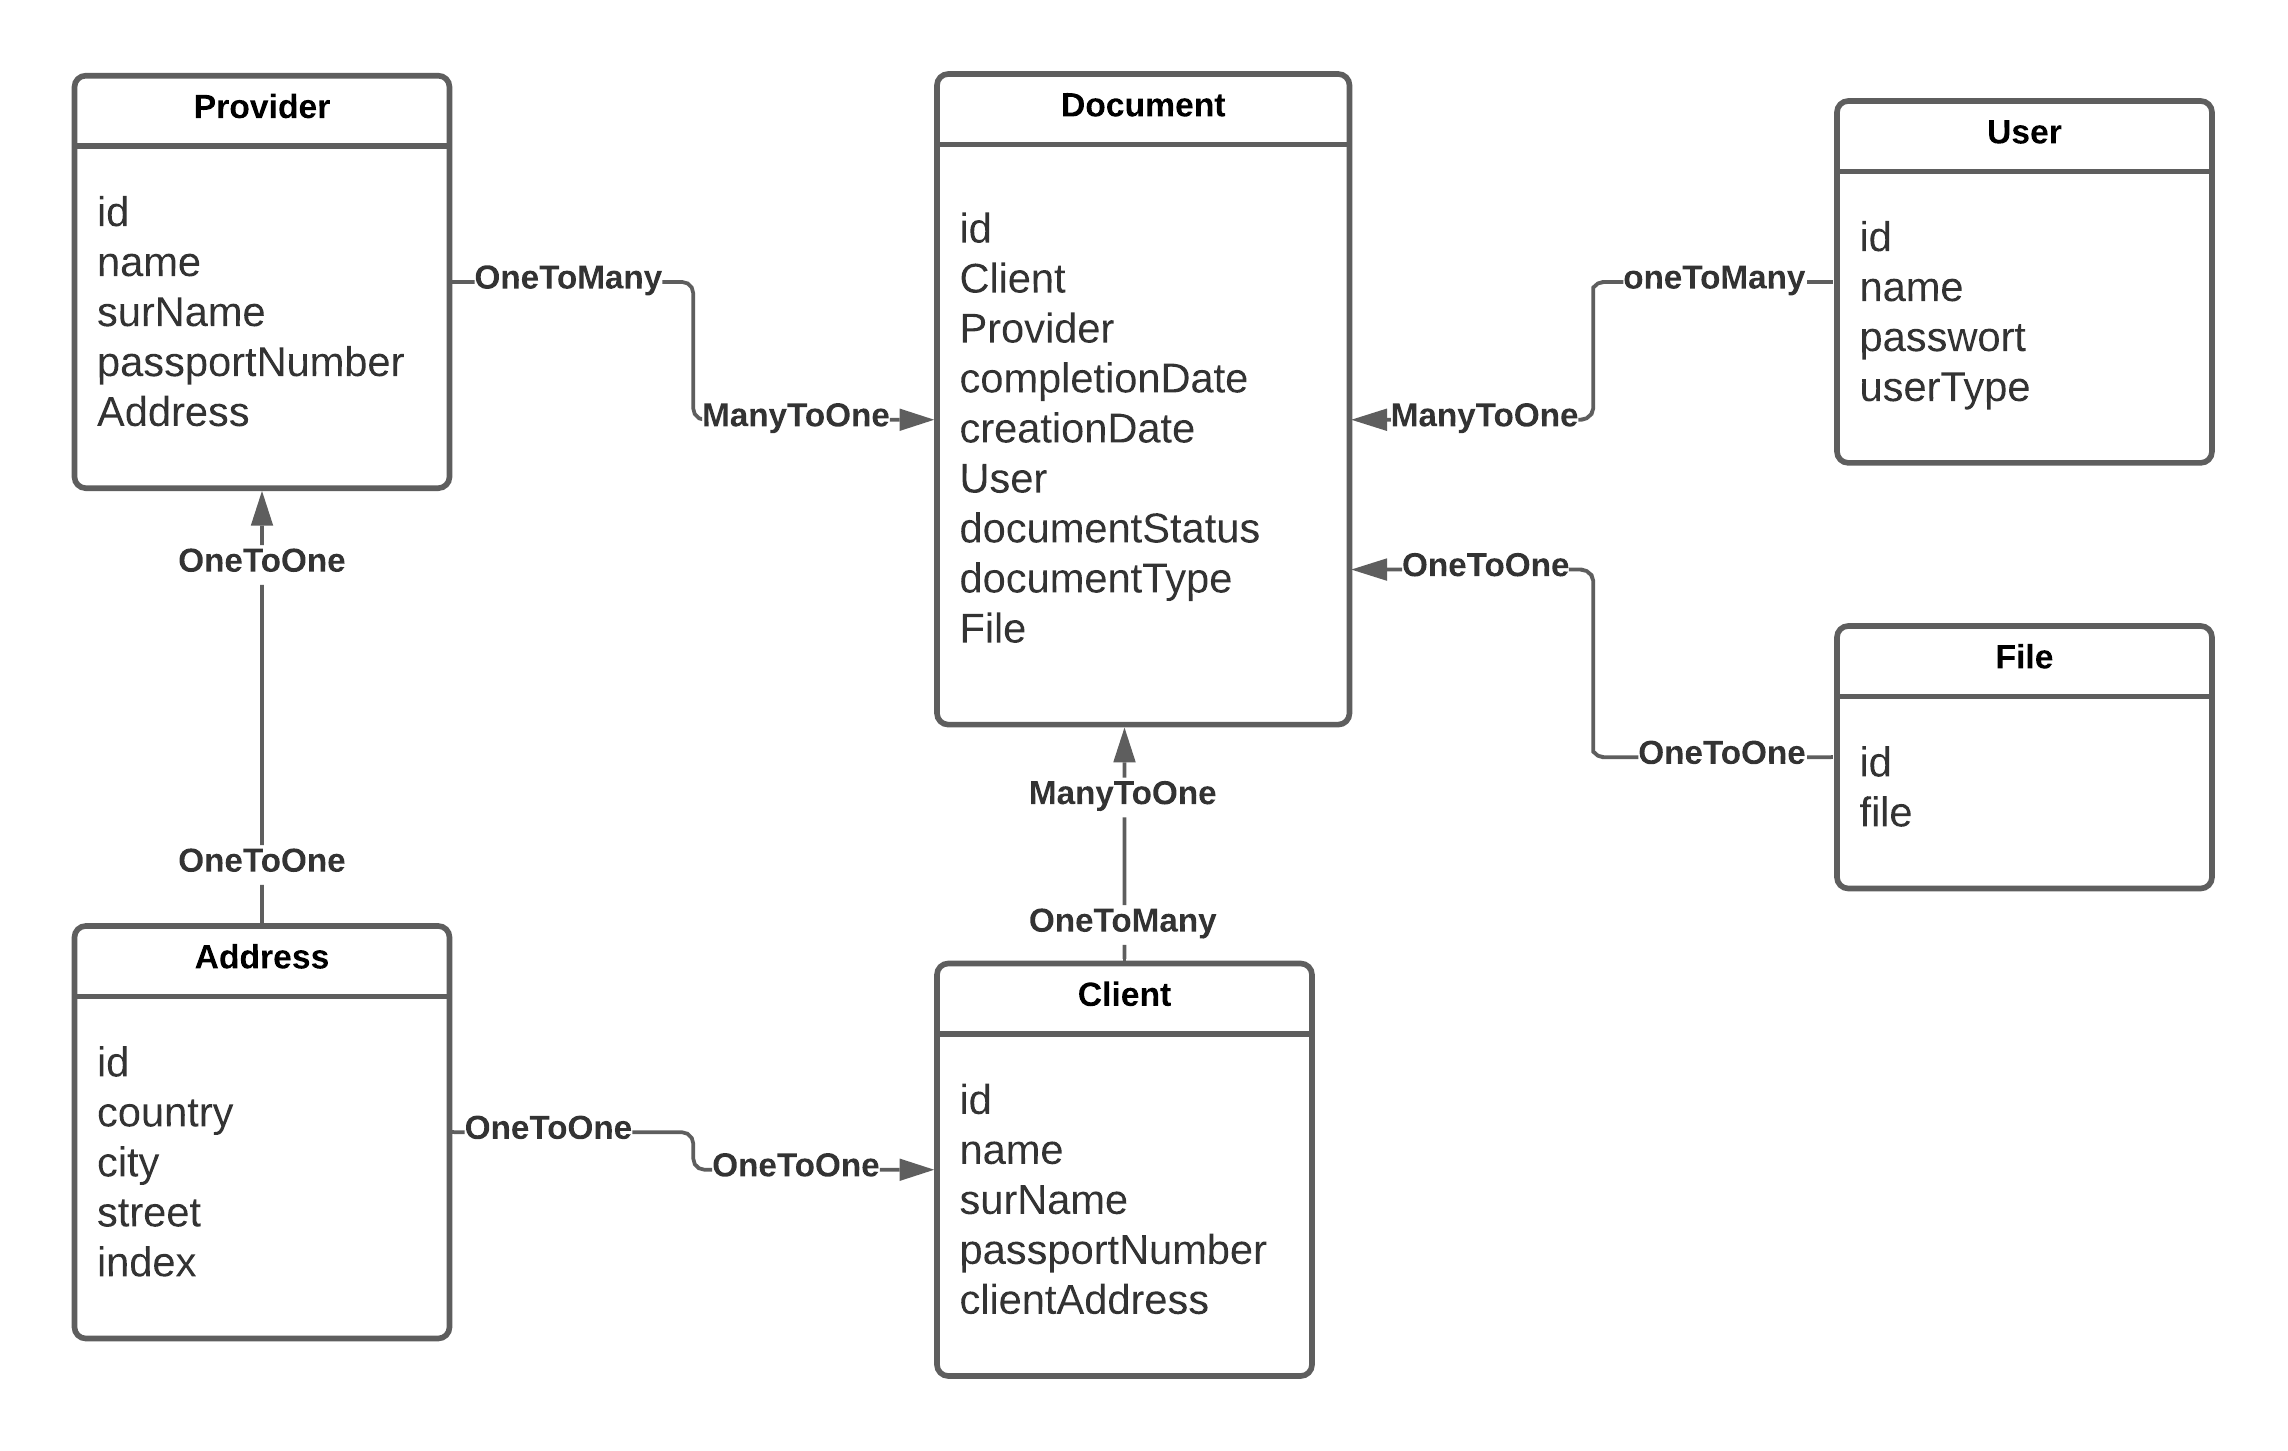 Provider
id
name
surName
passportNumber
Address
OneToMany
ManyToOne
Document
id
Client
Provider
completionDate
creationDate
User
documentStatus
documentType
File
User
id
name
passwort
userType
oneToMany
ManyToOne
OneToOne
OneToOne
File
id
file
OneToOne
OneToOne
Address
id
country
city
street
index
OneToOne
OneToOne
ManyToOne
OneToMany
Client
id
name
surName
passportNumber
clientAddress